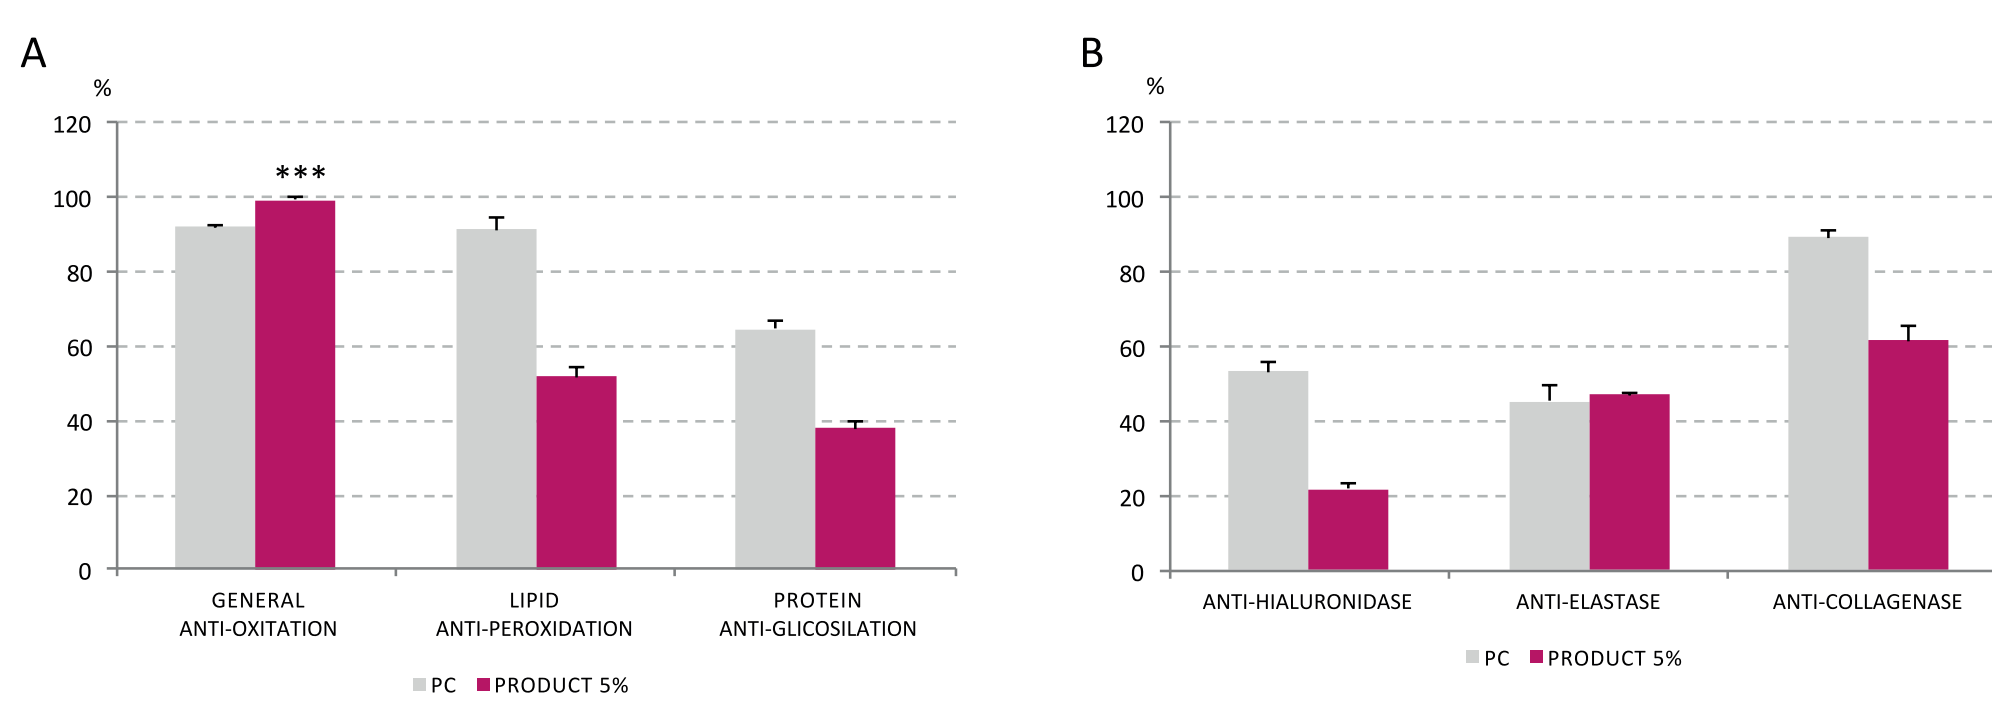 A
%
120
100
80
60
40
20
0
***
GENERAL
ANTI-OXITATION
LIPID
ANTI-PEROXIDATION
PROTEIN
ANTI-GLICOSILATION
PC
PRODUCT 5%
B
%
120
100
80
60
40
20
0
ANTI-HIALURONIDASE
ANTI-ELASTASE
ANTI-COLLAGENASE
PC
PRODUCT 5%